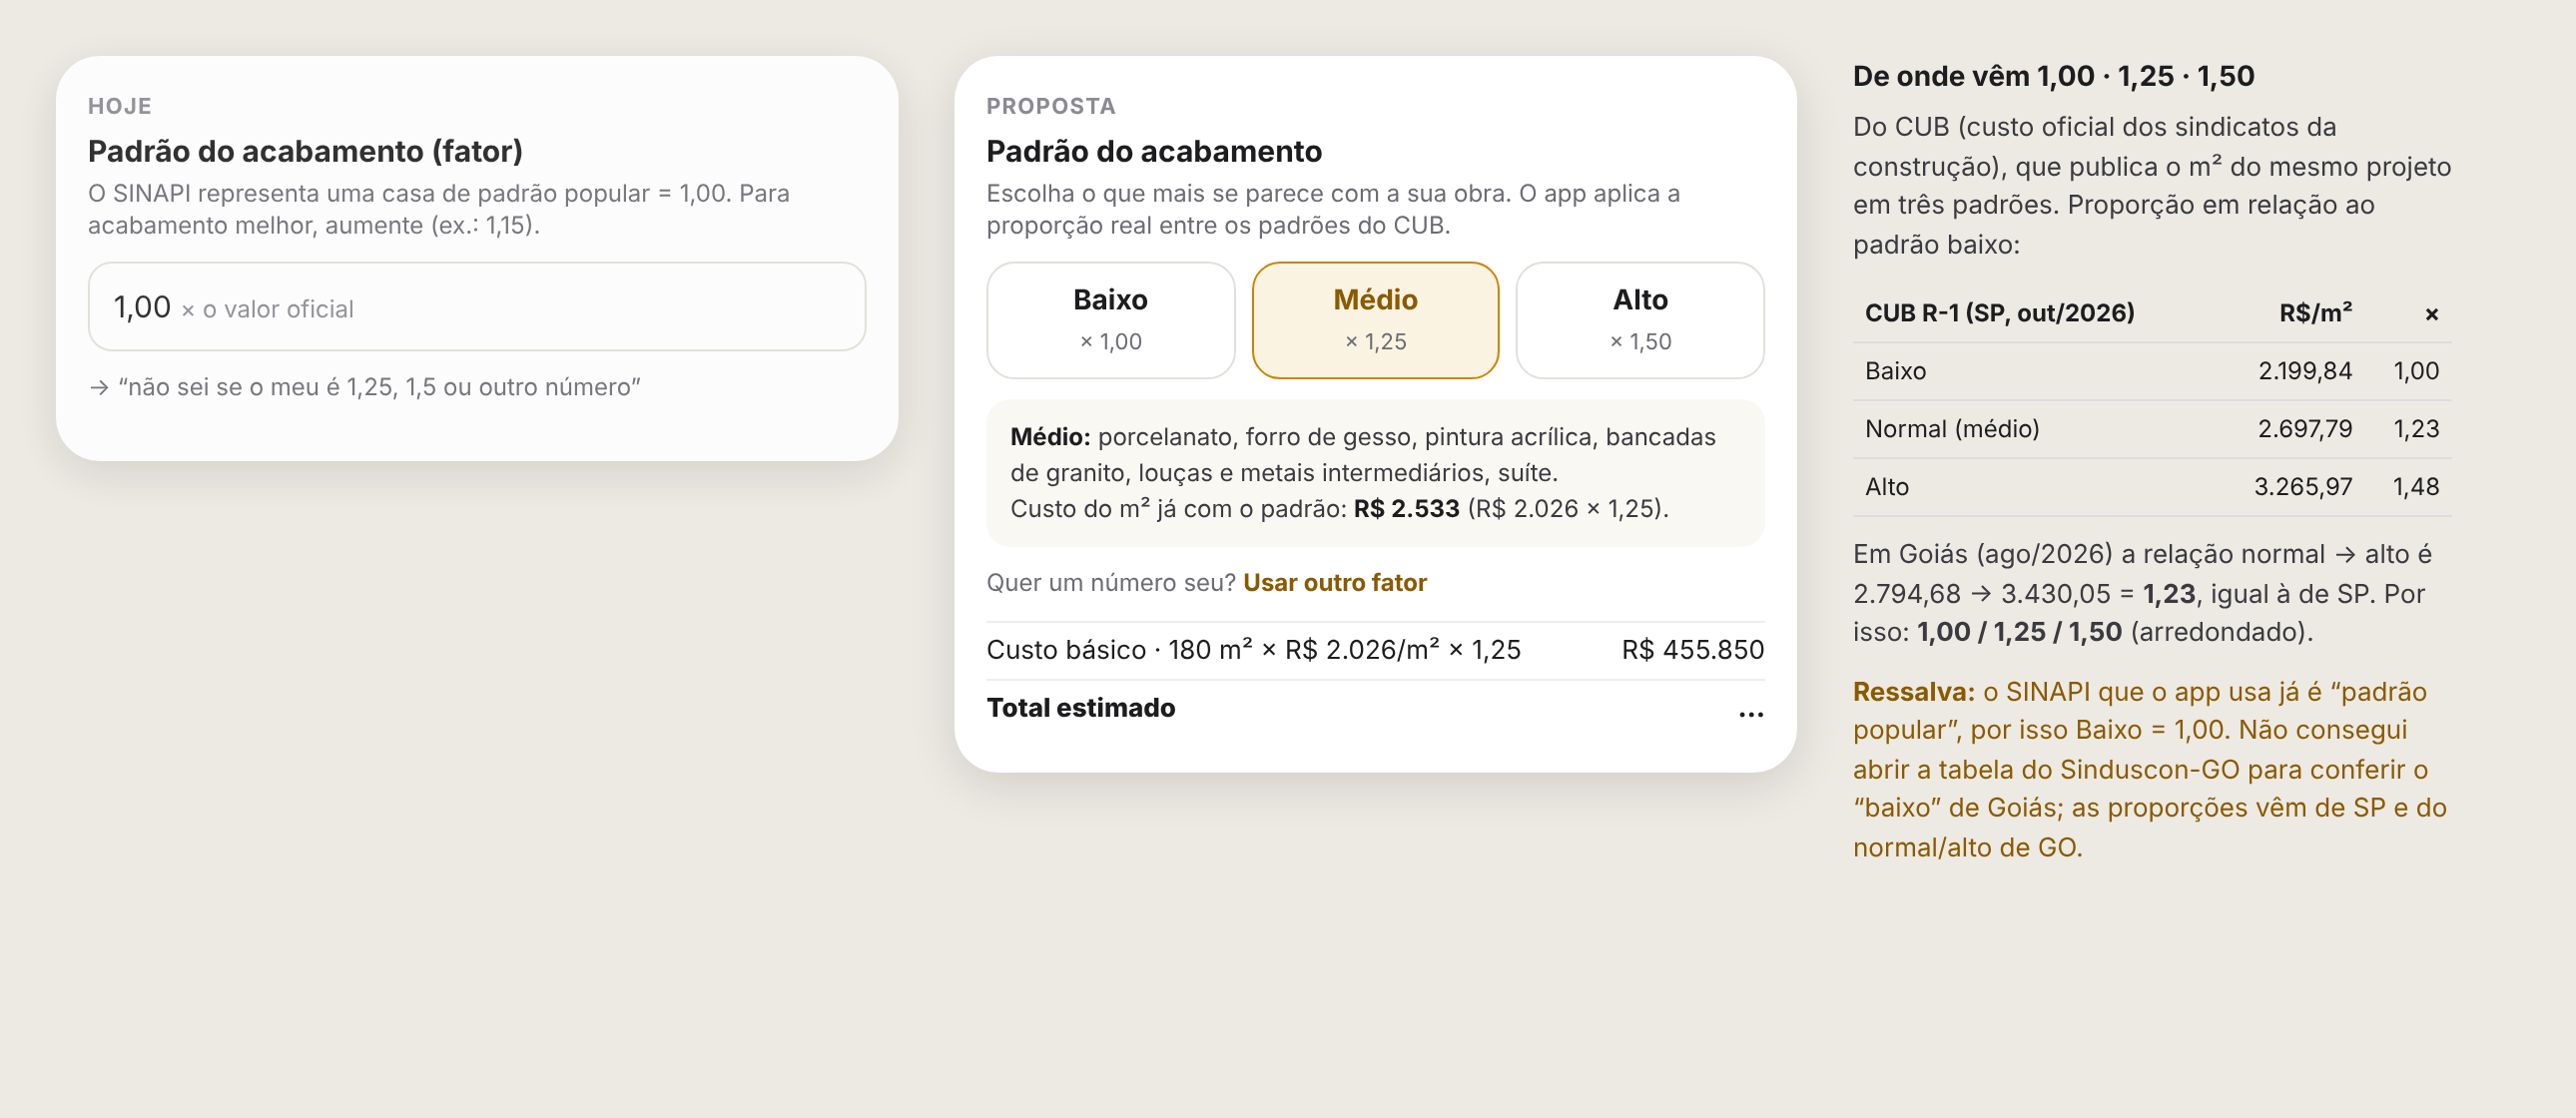 HOJE
Padrão do acabamento (fator)
O SINAPI representa uma casa de padrão popular = 1,00. Para
acabamento melhor, aumente (ex.: 1,15).
1,00 × o valor oficial
→ “não sei se o meu é 1,25, 1,5 ou outro número”
PROPOSTA
Padrão do acabamento
Escolha o que mais se parece com a sua obra. O app aplica a
proporção real entre os padrões do CUB.
Baixo
× 1,00
Médio
× 1,25
Alto
× 1,50
Médio: porcelanato, forro de gesso, pintura acrílica, bancadas
de granito, louças e metais intermediários, suíte.
Custo do m² já com o padrão: R$ 2.533 (R$ 2.026 × 1,25).
Quer um número seu? Usar outro fator
Custo básico · 180 m² × R$ 2.026/m² × 1,25 R$ 455.850
Total estimado ...
De onde vêm 1,00 · 1,25 · 1,50
Do CUB (custo oficial dos sindicatos da
construção), que publica o m² do mesmo projeto
em três padrões. Proporção em relação ao
padrão baixo:
CUB R-1 (SP, out/2026) R$/m² ×
Baixo 2.199,84 1,00
Normal (médio) 2.697,79 1,23
Alto 3.265,97 1,48
Em Goiás (ago/2026) a relação normal → alto é
2.794,68 → 3.430,05 = 1,23, igual à de SP. Por
isso: 1,00 / 1,25 / 1,50 (arredondado).
Ressalva: o SINAPI que o app usa já é “padrão
popular”, por isso Baixo = 1,00. Não consegui
abrir a tabela do Sinduscon-GO para conferir o
“baixo” de Goiás; as proporções vêm de SP e do
normal/alto de GO.